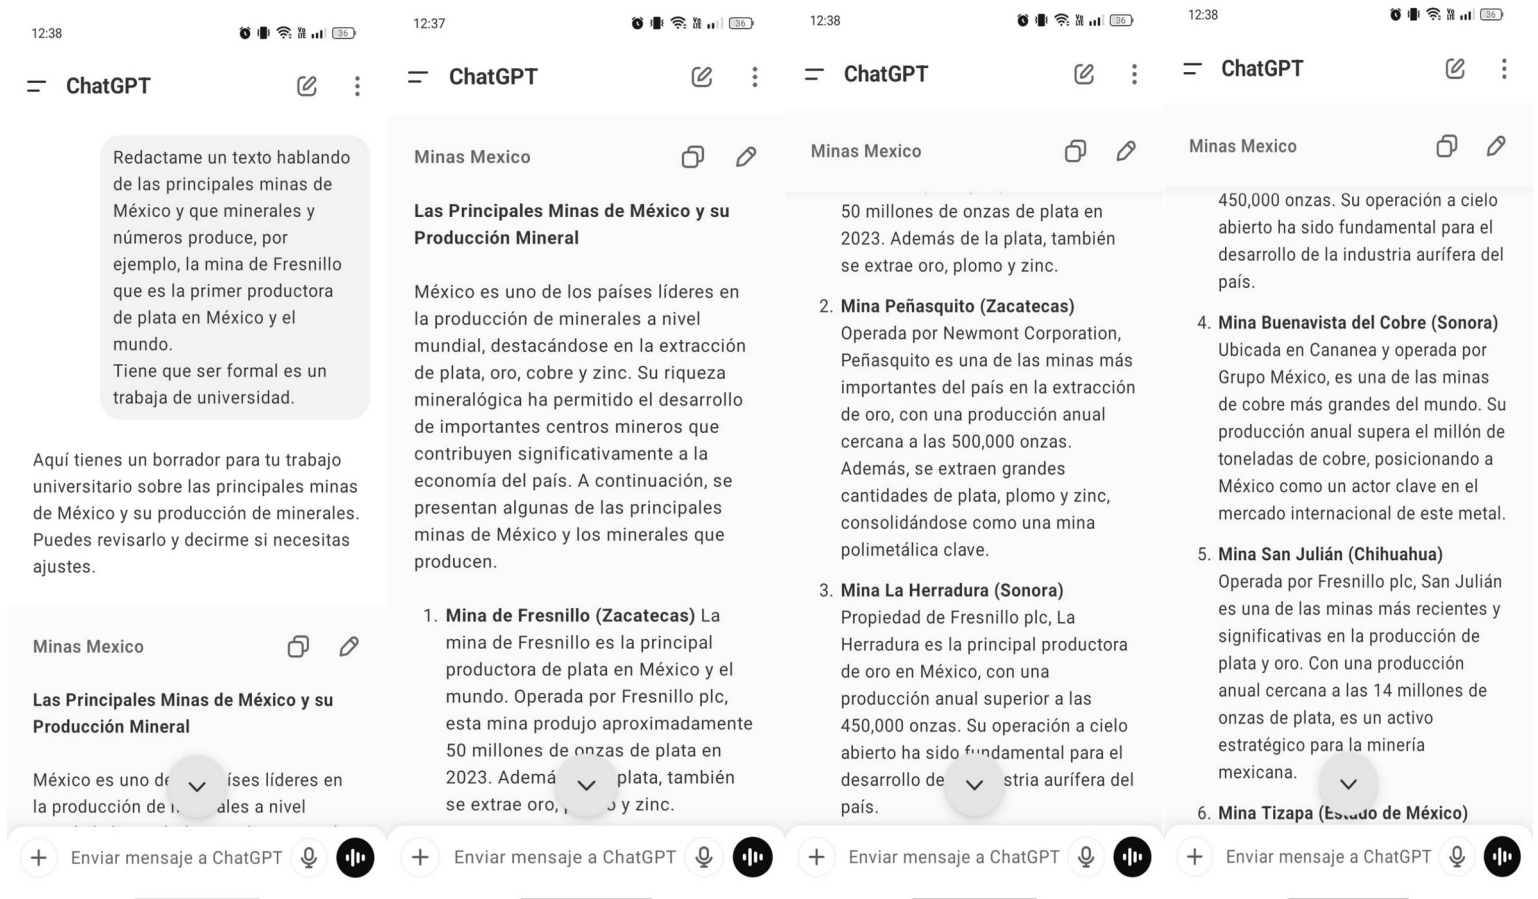 12:38
36
ChatGPT
Redactame un texto hablando
de las principales minas de
México y que minerales y
números produce, por
ejemplo, la mina de Fresnillo
que es la primer productora
de plata en México y el
mundo.
Tiene que ser formal es un
trabaja de universidad.
Aquí tienes un borrador para tu trabajo
universitario sobre las principales minas
de México y su producción de minerales.
Puedes revisarlo y decirme si necesitas
ajustes.
Minas Mexico
Las Principales Minas de México y su
Producción Mineral
México es uno de íses líderes en
la producción de ales a nivel
Enviar mensaje a ChatGPT
12:37
36
ChatGPT
Minas Mexico
Las Principales Minas de México y su
Producción Mineral
México es uno de los países líderes en
la producción de minerales a nivel
mundial, destacándose en la extracción
de plata, oro, cobre y zinc. Su riqueza
mineralógica ha permitido el desarrollo
de importantes centros mineros que
contribuyen significativamente a la
economía del país. A continuación, se
presentan algunas de las principales
minas de México y los minerales que
producen.
1. Mina de Fresnillo (Zacatecas) La
mina de Fresnillo es la principal
productora de plata en México y el
mundo. Operada por Fresnillo plc,
esta mina produjo aproximadamente
50 millones de onzas de plata en
2023. Ademá plata, también
se extrae oro, y zinc.
Enviar mensaje a ChatGPT
12:38
36
ChatGPT
Minas Mexico
50 millones de onzas de plata en
2023. Además de la plata, también
se extrae oro, plomo y zinc.
2. Mina Peñasquito (Zacatecas)
Operada por Newmont Corporation,
Peñasquito es una de las minas más
importantes del país en la extracción
de oro, con una producción anual
cercana a las 500,000 onzas.
Además, se extraen grandes
cantidades de plata, plomo y zinc,
consolidándose como una mina
polimetálica clave.
3. Mina La Herradura (Sonora)
Propiedad de Fresnillo plc, La
Herradura es la principal productora
de oro en México, con una
producción anual superior a las
450,000 onzas. Su operación a cielo
abierto ha sido fundamental para el
desarrollo de stria aurífera del
país.
Enviar mensaje a ChatGPT
12:38
36
ChatGPT
Minas Mexico
450,000 onzas. Su operación a cielo
abierto ha sido fundamental para el
desarrollo de la industria aurífera del
país.
4. Mina Buenavista del Cobre (Sonora)
Ubicada en Cananea y operada por
Grupo México, es una de las minas
de cobre más grandes del mundo. Su
producción anual supera el millón de
toneladas de cobre, posicionando a
México como un actor clave en el
mercado internacional de este metal.
5. Mina San Julián (Chihuahua)
Operada por Fresnillo plc, San Julián
es una de las minas más recientes y
significativas en la producción de
plata y oro. Con una producción
anual cercana a las 14 millones de
onzas de plata, es un activo
estratégico para la minería
mexicana.
6. Mina Tizapa (Estado de México)
Enviar mensaje a ChatGPT